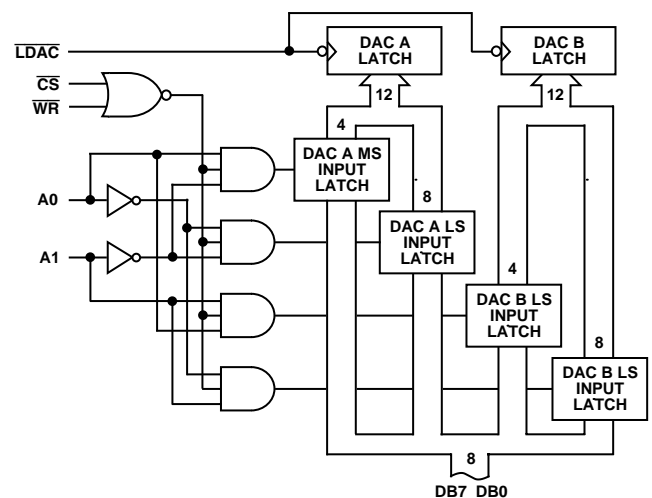 LDAC
DAC A
LATCH
DAC B
LATCH
CS
WR
12
12
4
DAC A MS
INPUT
LATCH
A0
8
DAC A LS
INPUT
LATCH
A1
4
DAC B LS
INPUT
LATCH
8
DAC B LS
INPUT
LATCH
8
DB7 DB0